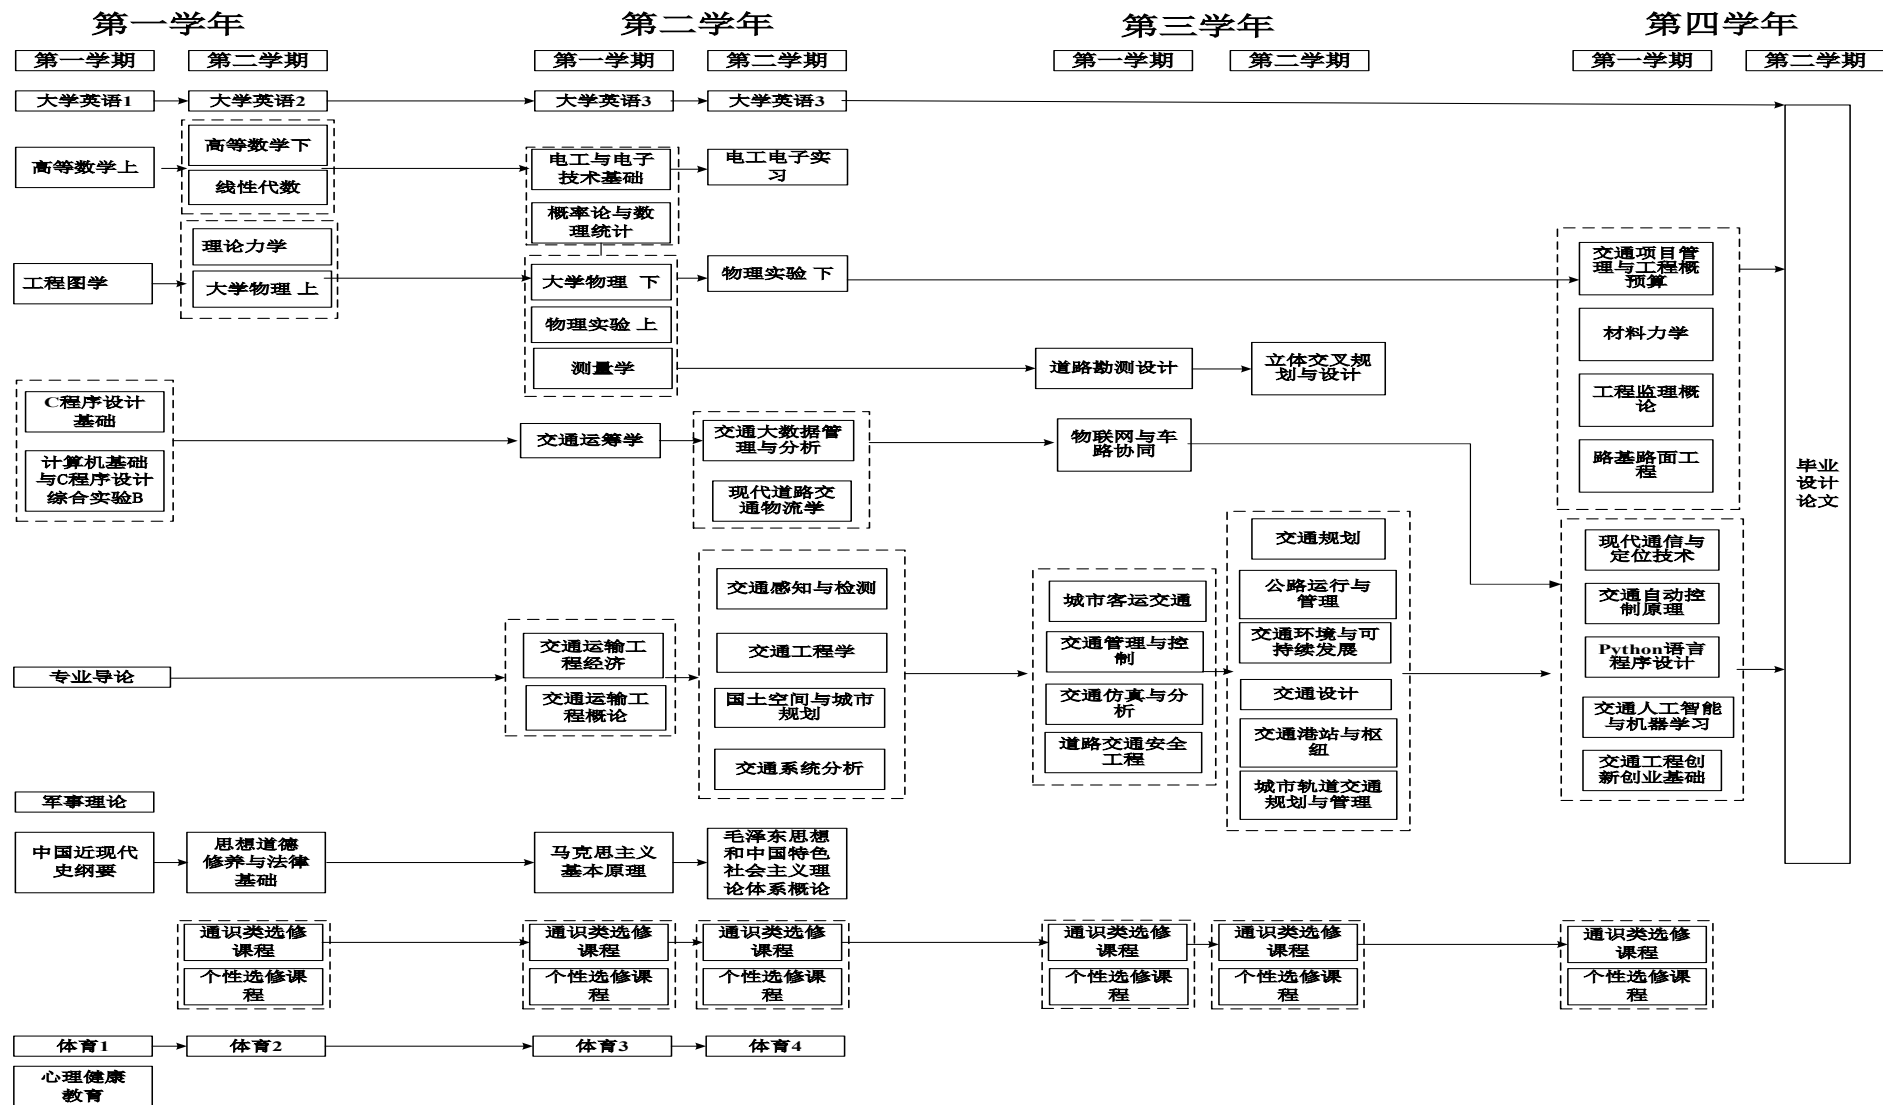 第一学年
第二学年
第三学年
第四学年
第一学期
第二学期
第一学期
第二学期
第一学期
第二学期
第一学期
第二学期
大学英语1
大学英语2
大学英语3
大学英语3
高等数学上
高等数学下
线性代数
电工与电子
技术基础
概率论与数
理统计
电工电子实
习
工程图学
理论力学
大学物理 上
大学物理 下
物理实验 上
测量学
物理实验 下
道路勘测设计
立体交叉规
划与设计
交通项目管
理与工程概
预算
材料力学
工程监理概
论
路基路面工
程
毕业
设计
论文
C程序设计
基础
计算机基础
与C程序设计
综合实验B
交通运筹学
交通大数据管
理与分析
现代道路交
通物流学
物联网与车
路协同
专业导论
交通运输工
程经济
交通运输工
程概论
交通感知与检测
交通工程学
国土空间与城市
规划
交通系统分析
城市客运交通
交通管理与控
制
交通仿真与分
析
道路交通安全
工程
交通规划
公路运行与
管理
交通环境与可
持续发展
交通设计
交通港站与枢
纽
城市轨道交通
规划与管理
现代通信与
定位技术
交通自动控
制原理
Python语言
程序设计
交通人工智能
与机器学习
交通工程创
新创业基础
军事理论
中国近现代
史纲要
思想道德
修养与法律
基础
马克思主义
基本原理
毛泽东思想
和中国特色
社会主义理
论体系概论
通识类选修
课程
个性选修课
程
通识类选修
课程
个性选修课
程
通识类选修
课程
个性选修课
程
通识类选修
课程
个性选修课
程
通识类选修
课程
个性选修课
程
通识类选修
课程
个性选修课
程
体育1
体育2
体育3
体育4
心理健康
教育